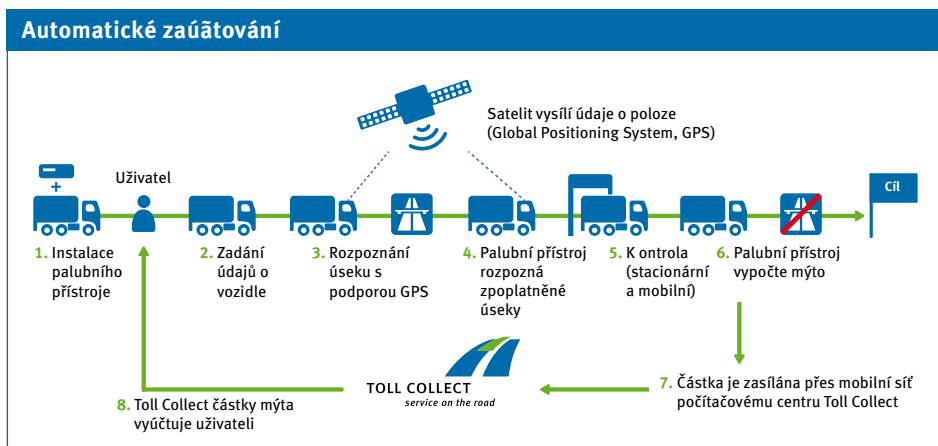 Automatické zaúãtování
Satelit vysílí údaje o poloze
(Global Positioning System, GPS)
Uživatel
Cíl
1. Instalace
palubního
přístroje
2. Zadání
údajů o
vozidle
3. Rozpoznání
úseku s
podporou GPS
4. Palubní přístroj
rozpozná
zpoplatněné
úseky
5. K ontrola
(stacionární
a mobilní)
6. Palubní přístroj
vypočte mýto
7. Částka je zasílána přes mobilní síť
počítačovému centru Toll Collect
TOLL COLLECT
service on the road
8. Toll Collect částky mýta
vyúčtuje uživateli